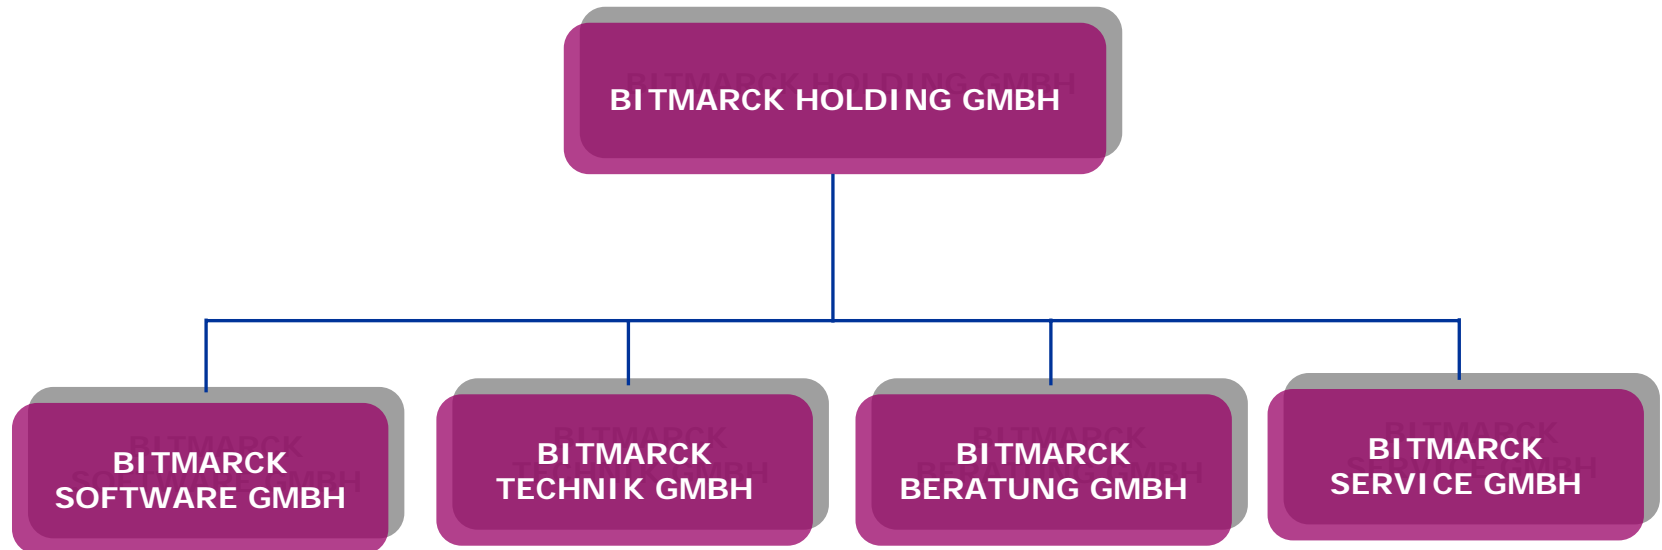 BITMARCK HOLDING GMBH
BITMARCK
SOFTWARE GMBH
BITMARCK
TECHNIK GMBH
BITMARCK
BERATUNG GMBH
BITMARCK
SERVICE GMBH